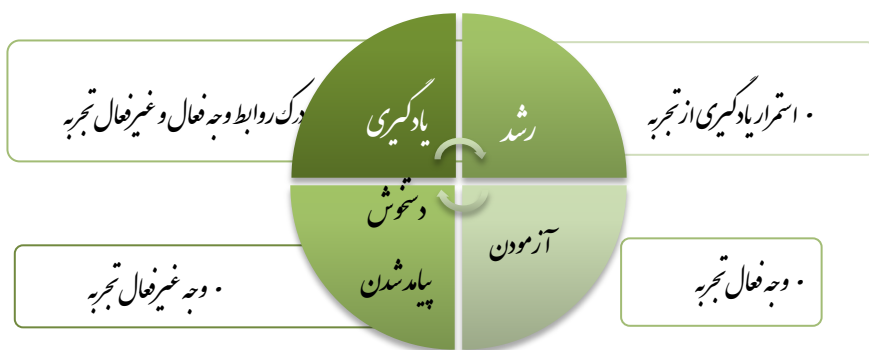 • استمرار یادگیری از تجربه
رشد
یادگیری
درک روابط وجه فعال و غیرفعال تجربه
• وجه فعال تجربه
آزمودن
دستخوش
پیامد شدن
• وجه غیرفعال تجربه